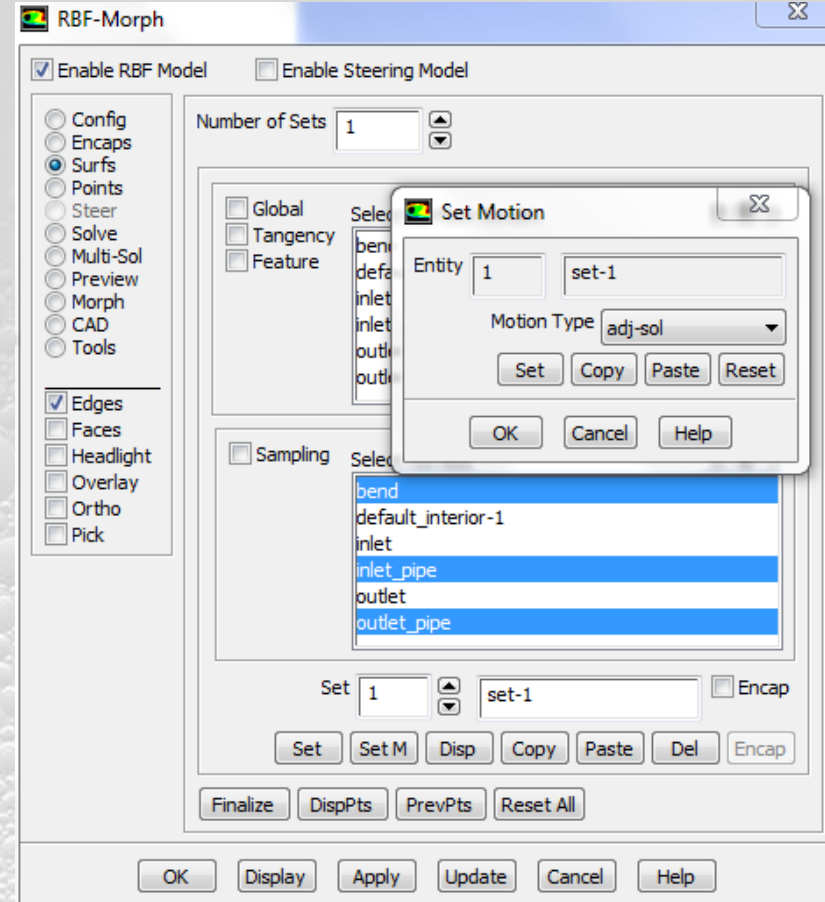 RBF-Morph
Enable RBF Model
Enable Steering Model
Config
Encaps
Surfs
Points
Steer
Solve
Multi-Sol
Preview
Morph
CAD
Tools
Edges
Faces
Headlight
Overlay
Ortho
Pick
Number of Sets 1
Global
Tangency
Feature
inlet
inlet
Set Motion
Entity 1 set-1
Motion Type adj-sol
Set Copy Paste Reset
OK Cancel Help
Sampling
bend
default_interior-1
inlet
inlet_pipe
outlet
outlet_pipe
Set 1 set-1 Encap
Set Set M Disp Copy Paste Del Encap
Finalize DispPts PrevPts Reset All
OK Display Apply Update Cancel Help